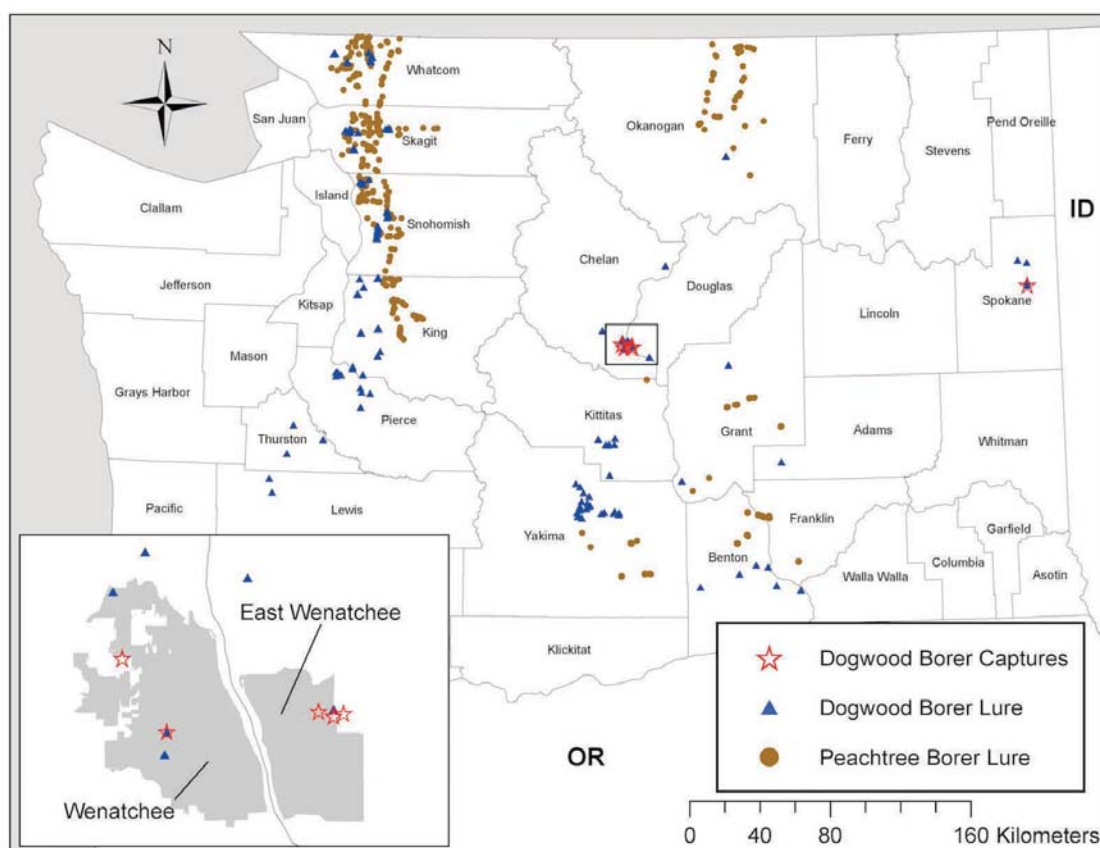 N
Whatcom
San Juan
Skagit
Okanogan
Ferry
Stevens
Pend Oreille
Island
Clallam
Snohomish
ID
Chelan
Jefferson
Douglas
Kitsap
Spokane
Lincoln
King
Mason
Grays Harbor
Kittitas
Pierce
Grant
Adams
Thurston
Whitman
Pacific
Lewis
Franklin
Garfield
Yakima
Benton
Columbia
Walla Walla
Asotin
East Wenatchee
Klickitat
Dogwood Borer Captures
Dogwood Borer Lure
OR
Peachtree Borer Lure
Wenatchee
0 40 80 160 Kilometers